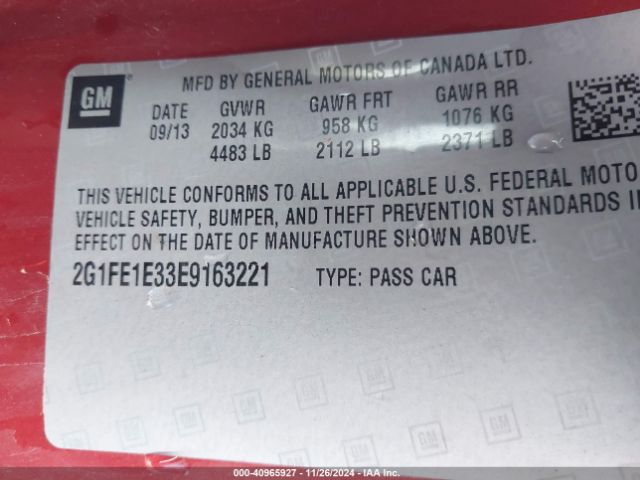 GM
MFD BY GENERAL MOTORS OF CANADA LTD.
DATE GVWR GAWR FRT GAWR RR
09/13 2034 KG 958 KG 1076 KG
4483 LB 2112 LB 2371 LB
THIS VEHICLE CONFORMS TO ALL APPLICABLE U.S. FEDERAL MOTO
VEHICLE SAFETY, BUMPER, AND THEFT PREVENTION STANDARDS IN
EFFECT ON THE DATE OF MANUFACTURE SHOWN ABOVE.
2G1FE1E33E9163221 TYPE: PASS CAR
000-40965927 - 11/26/2024 - IAA Inc.